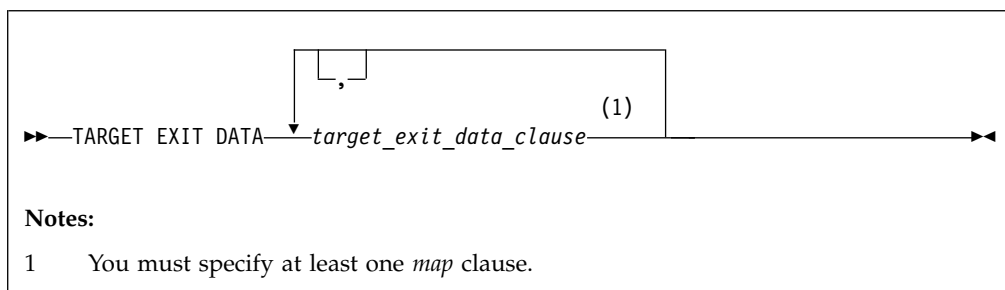 ,
(1)
TARGET EXIT DATA target_exit_data_clause
Notes:
1 You must specify at least one map clause.